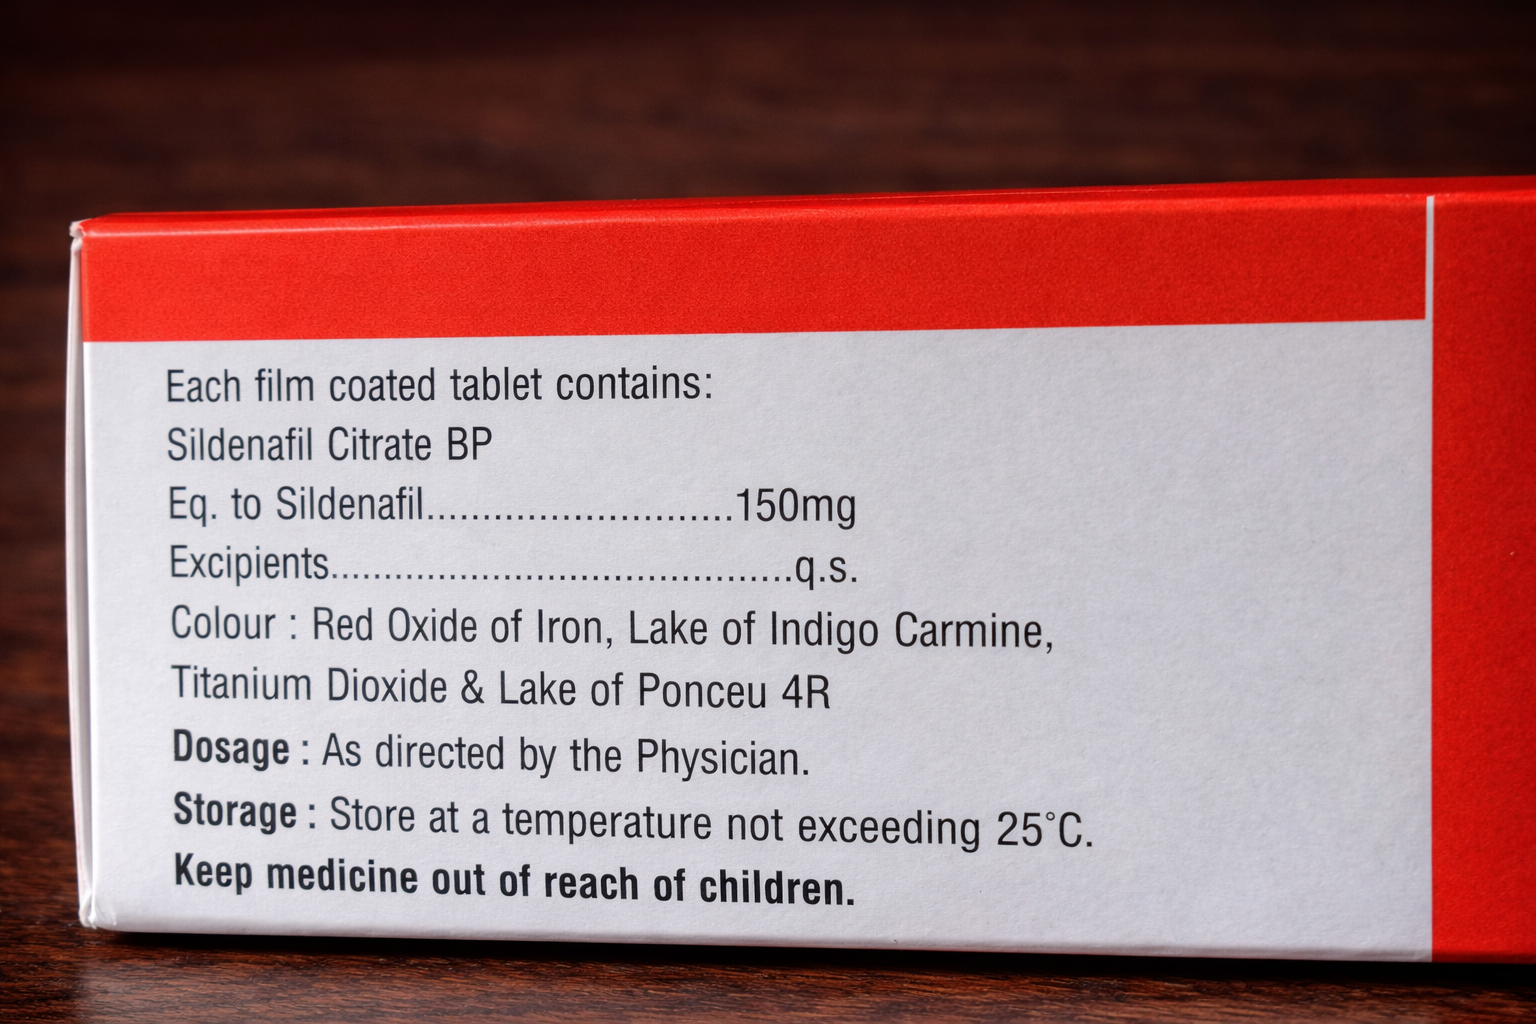 Each film coated tablet contains:
Sildenafil Citrate BP
Eq. to Sildenafil............................150mg
Excipients..........................................q.s.
Colour : Red Oxide of Iron, Lake of Indigo Carmine,
Titanium Dioxide & Lake of Ponceu 4R
Dosage : As directed by the Physician.
Storage : Store at a temperature not exceeding 25°C.
Keep medicine out of reach of children.